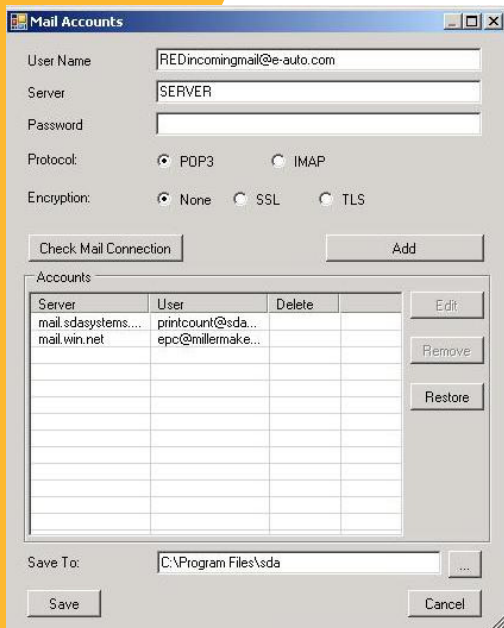 Mail Accounts
User Name REDincomingmail@e-auto.com
Server SERVER
Password
Protocol: POP3 IMAP
Encryption: None SSL TLS
Check Mail Connection Add
Accounts
Server User Delete
mail.sdasystems.... printcount@sda...
mail.win.net epc@millermake...
Edit
Remove
Restore
Save To: C:\Program Files\sda ...
Save Cancel